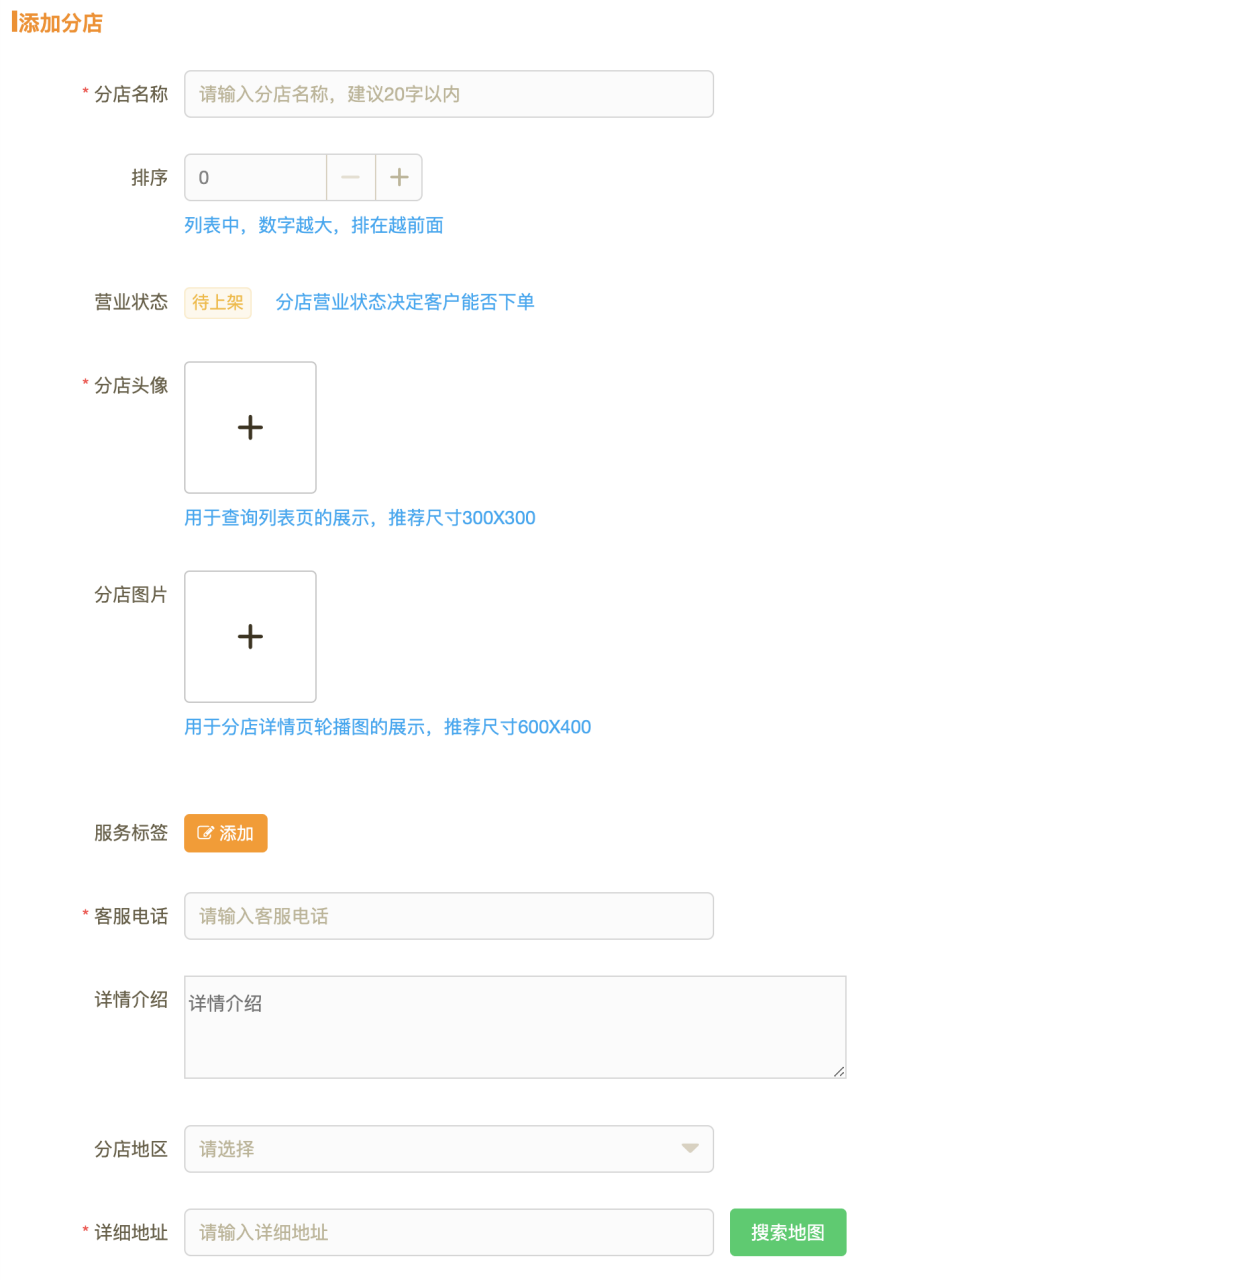 添加分店
* 分店名称 请输入分店名称，建议20字以内
排序 0
列表中，数字越大，排在越前面
营业状态 待上架 分店营业状态决定客户能否下单
* 分店头像
用于查询列表页的展示，推荐尺寸300X300
分店图片
用于分店详情页轮播图的展示，推荐尺寸600X400
服务标签 添加
* 客服电话 请输入客服电话
详情介绍 详情介绍
分店地区 请选择
* 详细地址 请输入详细地址 搜索地图